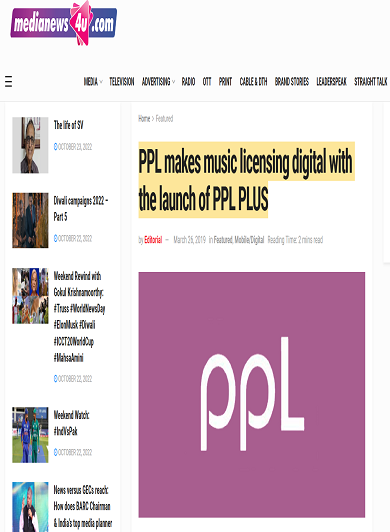 medianews4u.com
MEDIA TELEVISION ADVERTISING RADIO OTT PRINT CABLE & DTH BRAND STORIES LEADERSPEAK STRAIGHT TALK
The life of SV
OCTOBER 23, 2022
Diwali campaigns 2022 –
Part 5
OCTOBER 22, 2022
Weekend Rewind with
Gokul Krishnamoorthy:
#Truss #WorldNewsDay
#ElonMusk #Diwali
#ICCT20WorldCup
#MahsaAmini
OCTOBER 22, 2022
Weekend Watch:
#IndVsPak
OCTOBER 22, 2022
News versus GECs reach:
How does BARC Chairman
& India's top media planner
Home > Featured
PPL makes music licensing digital with
the launch of PPL PLUS
by Editorial — March 26, 2019 in Featured, Mobile/Digital Reading Time: 2 mins read
ppL